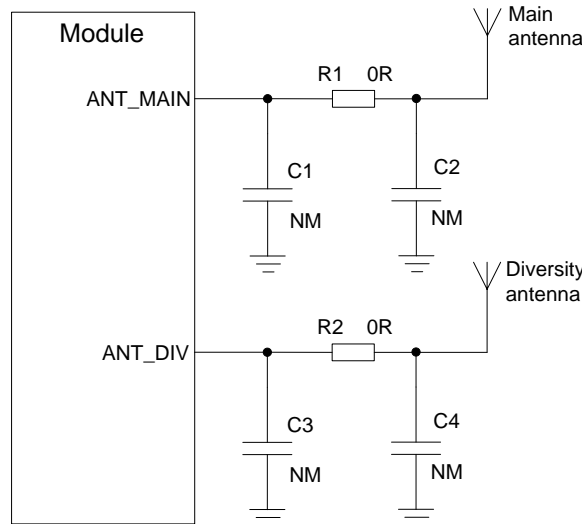 Module
Main
antenna
R1 0R
ANT_MAIN
C1
C2
NM
NM
Diversity
antenna
R2 0R
ANT_DIV
C3
C4
NM
NM